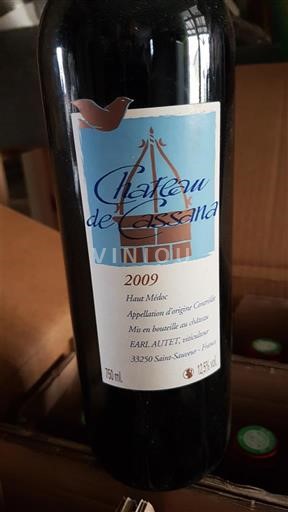 Chateau
de Cassana
VINIOU
2009
Haut Médoc
Appellation d'origine Contrôlée
Mis en bouteille au château
EARL AUTET, viticulteur
33250 Saint-Sauveur - France
750 ml.
12,5% vol.